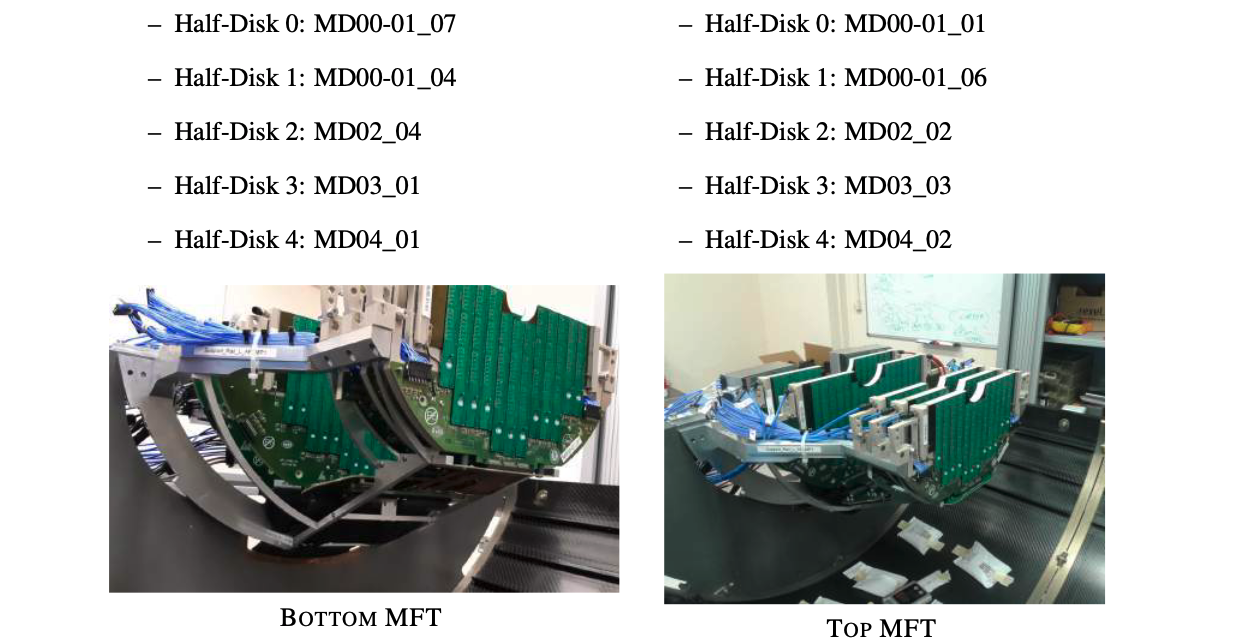 – Half-Disk 0: MD00-01_07
– Half-Disk 1: MD00-01_04
– Half-Disk 2: MD02_04
– Half-Disk 3: MD03_01
– Half-Disk 4: MD04_01
BOTTOM MFT
– Half-Disk 0: MD00-01_01
– Half-Disk 1: MD00-01_06
– Half-Disk 2: MD02_02
– Half-Disk 3: MD03_03
– Half-Disk 4: MD04_02
TOP MFT